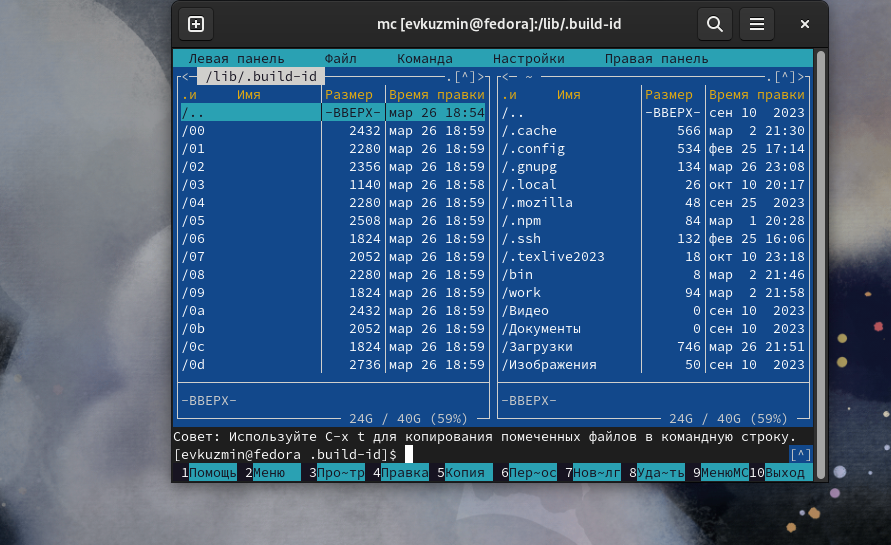 mc [evkuzmin@fedora]:/lib/.build-id
Левая панель Файл Команда Настройки Правая панель
<— /lib/.build-id .[^]> <— ~ .[^]>
.и Имя Размер Время правки .и Имя Размер Время правки
/.. -ВВЕРХ- мар 26 18:54 /.. -ВВЕРХ- сен 10 2023
/00 2432 мар 26 18:59 /.cache 566 мар 2 21:30
/01 2280 мар 26 18:59 /.config 534 фев 25 17:14
/02 2356 мар 26 18:59 /.gnupg 134 мар 26 23:08
/03 1140 мар 26 18:58 /.local 26 окт 10 20:17
/04 2280 мар 26 18:59 /.mozilla 48 сен 25 2023
/05 2508 мар 26 18:59 /.npm 84 мар 1 20:28
/06 1824 мар 26 18:59 /.ssh 132 фев 25 16:06
/07 2052 мар 26 18:59 /.texlive2023 18 окт 10 23:18
/08 2280 мар 26 18:59 /bin 8 мар 2 21:46
/09 1824 мар 26 18:59 /work 94 мар 2 21:58
/0a 2432 мар 26 18:59 /Видео 0 сен 10 2023
/0b 2052 мар 26 18:59 /Документы 0 сен 10 2023
/0c 1824 мар 26 18:59 /Загрузки 746 мар 26 21:51
/0d 2736 мар 26 18:59 /Изображения 50 сен 10 2023
-ВВЕРХ- -ВВЕРХ-
24G / 40G (59%) 24G / 40G (59%)
Совет: Используйте C-x t для копирования помеченных файлов в командную строку.
[evkuzmin@fedora .build-id]$ [^]
1Помощь 2Меню 3Про~тр 4Правка 5Копия 6Пер~ос 7Нов~лг 8Уда~ть 9МенюМС 10Выход